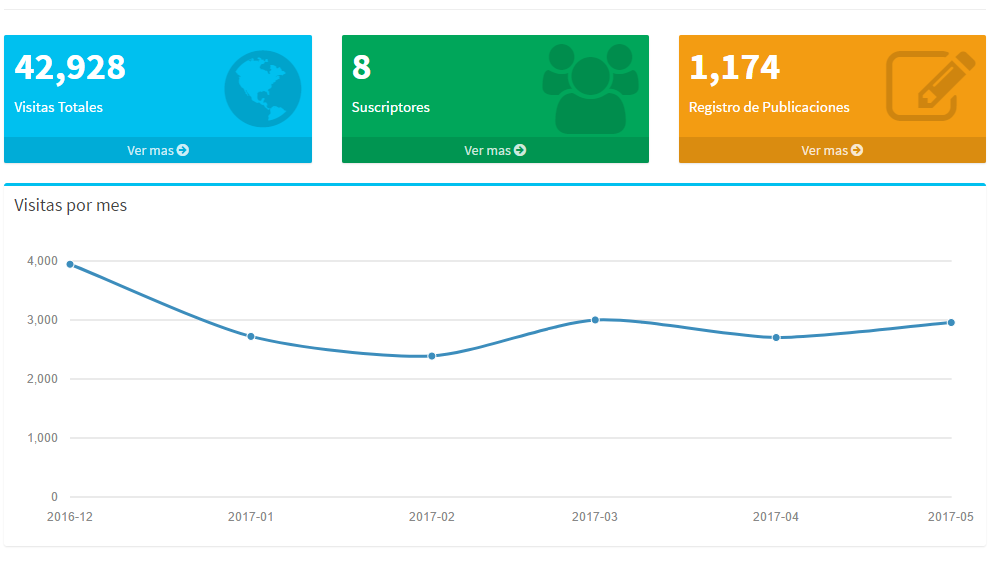 42,928
Visitas Totales
Ver mas
8
Suscriptores
Ver mas
1,174
Registro de Publicaciones
Ver mas
Visitas por mes
4,000
3,000
2,000
1,000
0
2016-12 2017-01 2017-02 2017-03 2017-04 2017-05